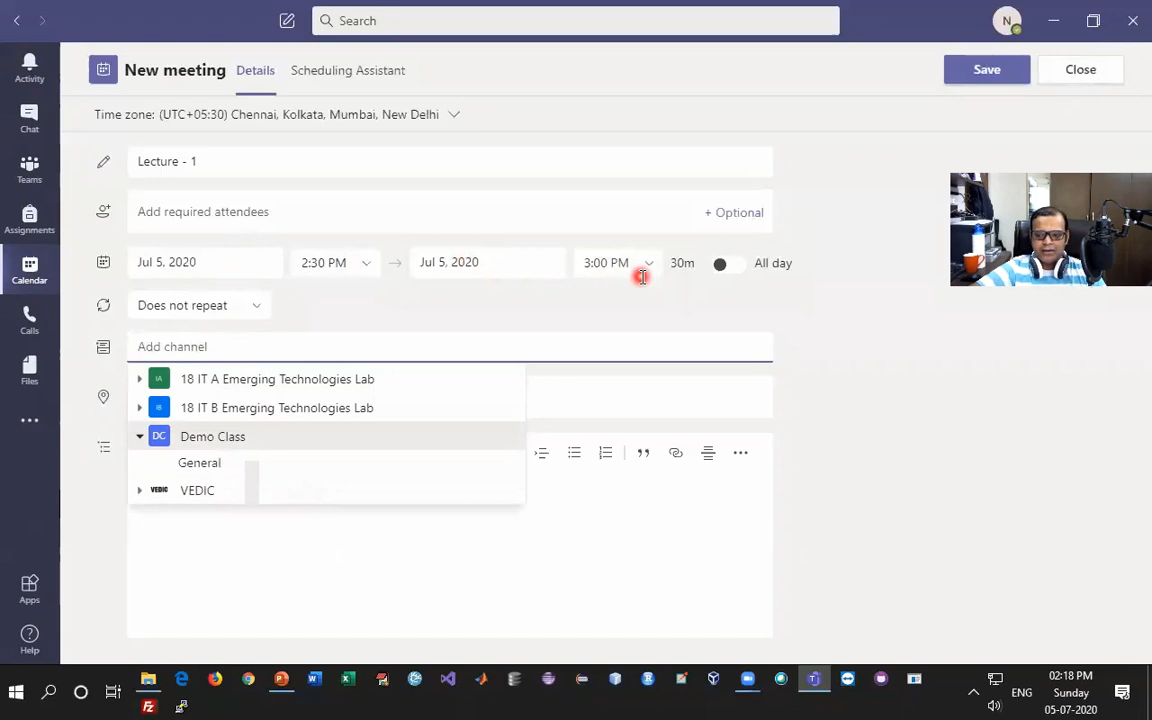 Search
N
Activity
Chat
Teams
Assignments
Calendar
Calls
Files
Apps
Help
New meeting
Details
Scheduling Assistant
Save
Close
Time zone: (UTC+05:30) Chennai, Kolkata, Mumbai, New Delhi
Lecture - 1
Add required attendees
+ Optional
Jul 5, 2020
2:30 PM
Jul 5, 2020
3:00 PM
30m
All day
Does not repeat
Add channel
IA 18 IT A Emerging Technologies Lab
IB 18 IT B Emerging Technologies Lab
DC Demo Class
General
VEDIC VEDIC
ENG
02:18 PM
Sunday
05-07-2020